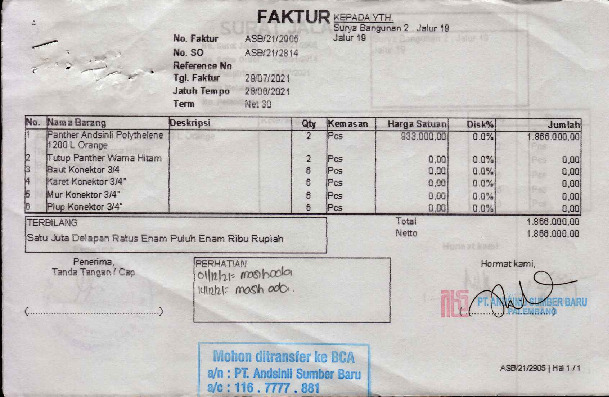 FAKTUR
KEPADA YTH.
Surya Bangunan 2 Jalur 19
Jalur 19
No. Faktur ASB/21/2905
No. SO ASB/21/2814
Reference No
Tgl. Faktur 29/07/2021
Jatuh Tempo 28/08/2021
Term Net 30
No. Nama Barang Deskripsi Qty Kemasan Harga Satuan Disk% Jumlah
1 Panther Andsinli Polythelene 2 Pcs 933.000,00 0.0% 1.866.000,00
1200 L Orange
2 Tutup Panther Warna Hitam 2 Pcs 0,00 0.0% 0,00
3 Baut Konektor 3/4 6 Pcs 0,00 0.0% 0,00
4 Karet Konektor 3/4" 6 Pcs 0,00 0.0% 0,00
5 Mur Konektor 3/4" 6 Pcs 0,00 0.0% 0,00
6 Plup Konektor 3/4" 6 Pcs 0,00 0.0% 0,00
TERBILANG
Satu Juta Delapan Ratus Enam Puluh Enam Ribu Rupiah
Total 1.866.000,00
Netto 1.866.000,00
Penerima,
Tanda Tangan / Cap
(........................)
PERHATIAN
masih ada
masih ada.
Hormat kami,
PT. ANDSINLI SUMBER BARU
PALEMBANG
(........................)
Mohon ditransfer ke BCA
a/n : PT. Andsinli Sumber Baru
a/c : 116 . 7777 . 881
ASB/21/2905 | Hal 1 / 1